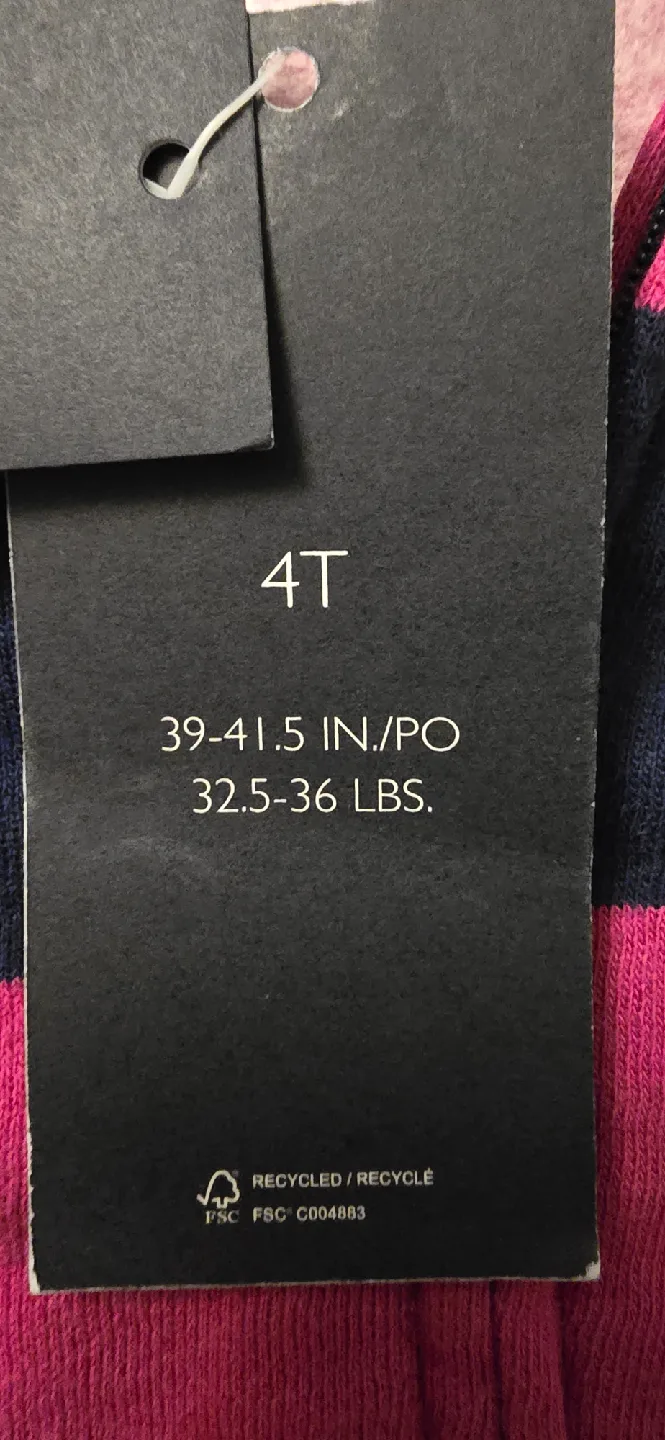 4T
39-41.5 IN./PO
32.5-36 LBS.
RECYCLED / RECYCLÉ
FSC FSC® C004883